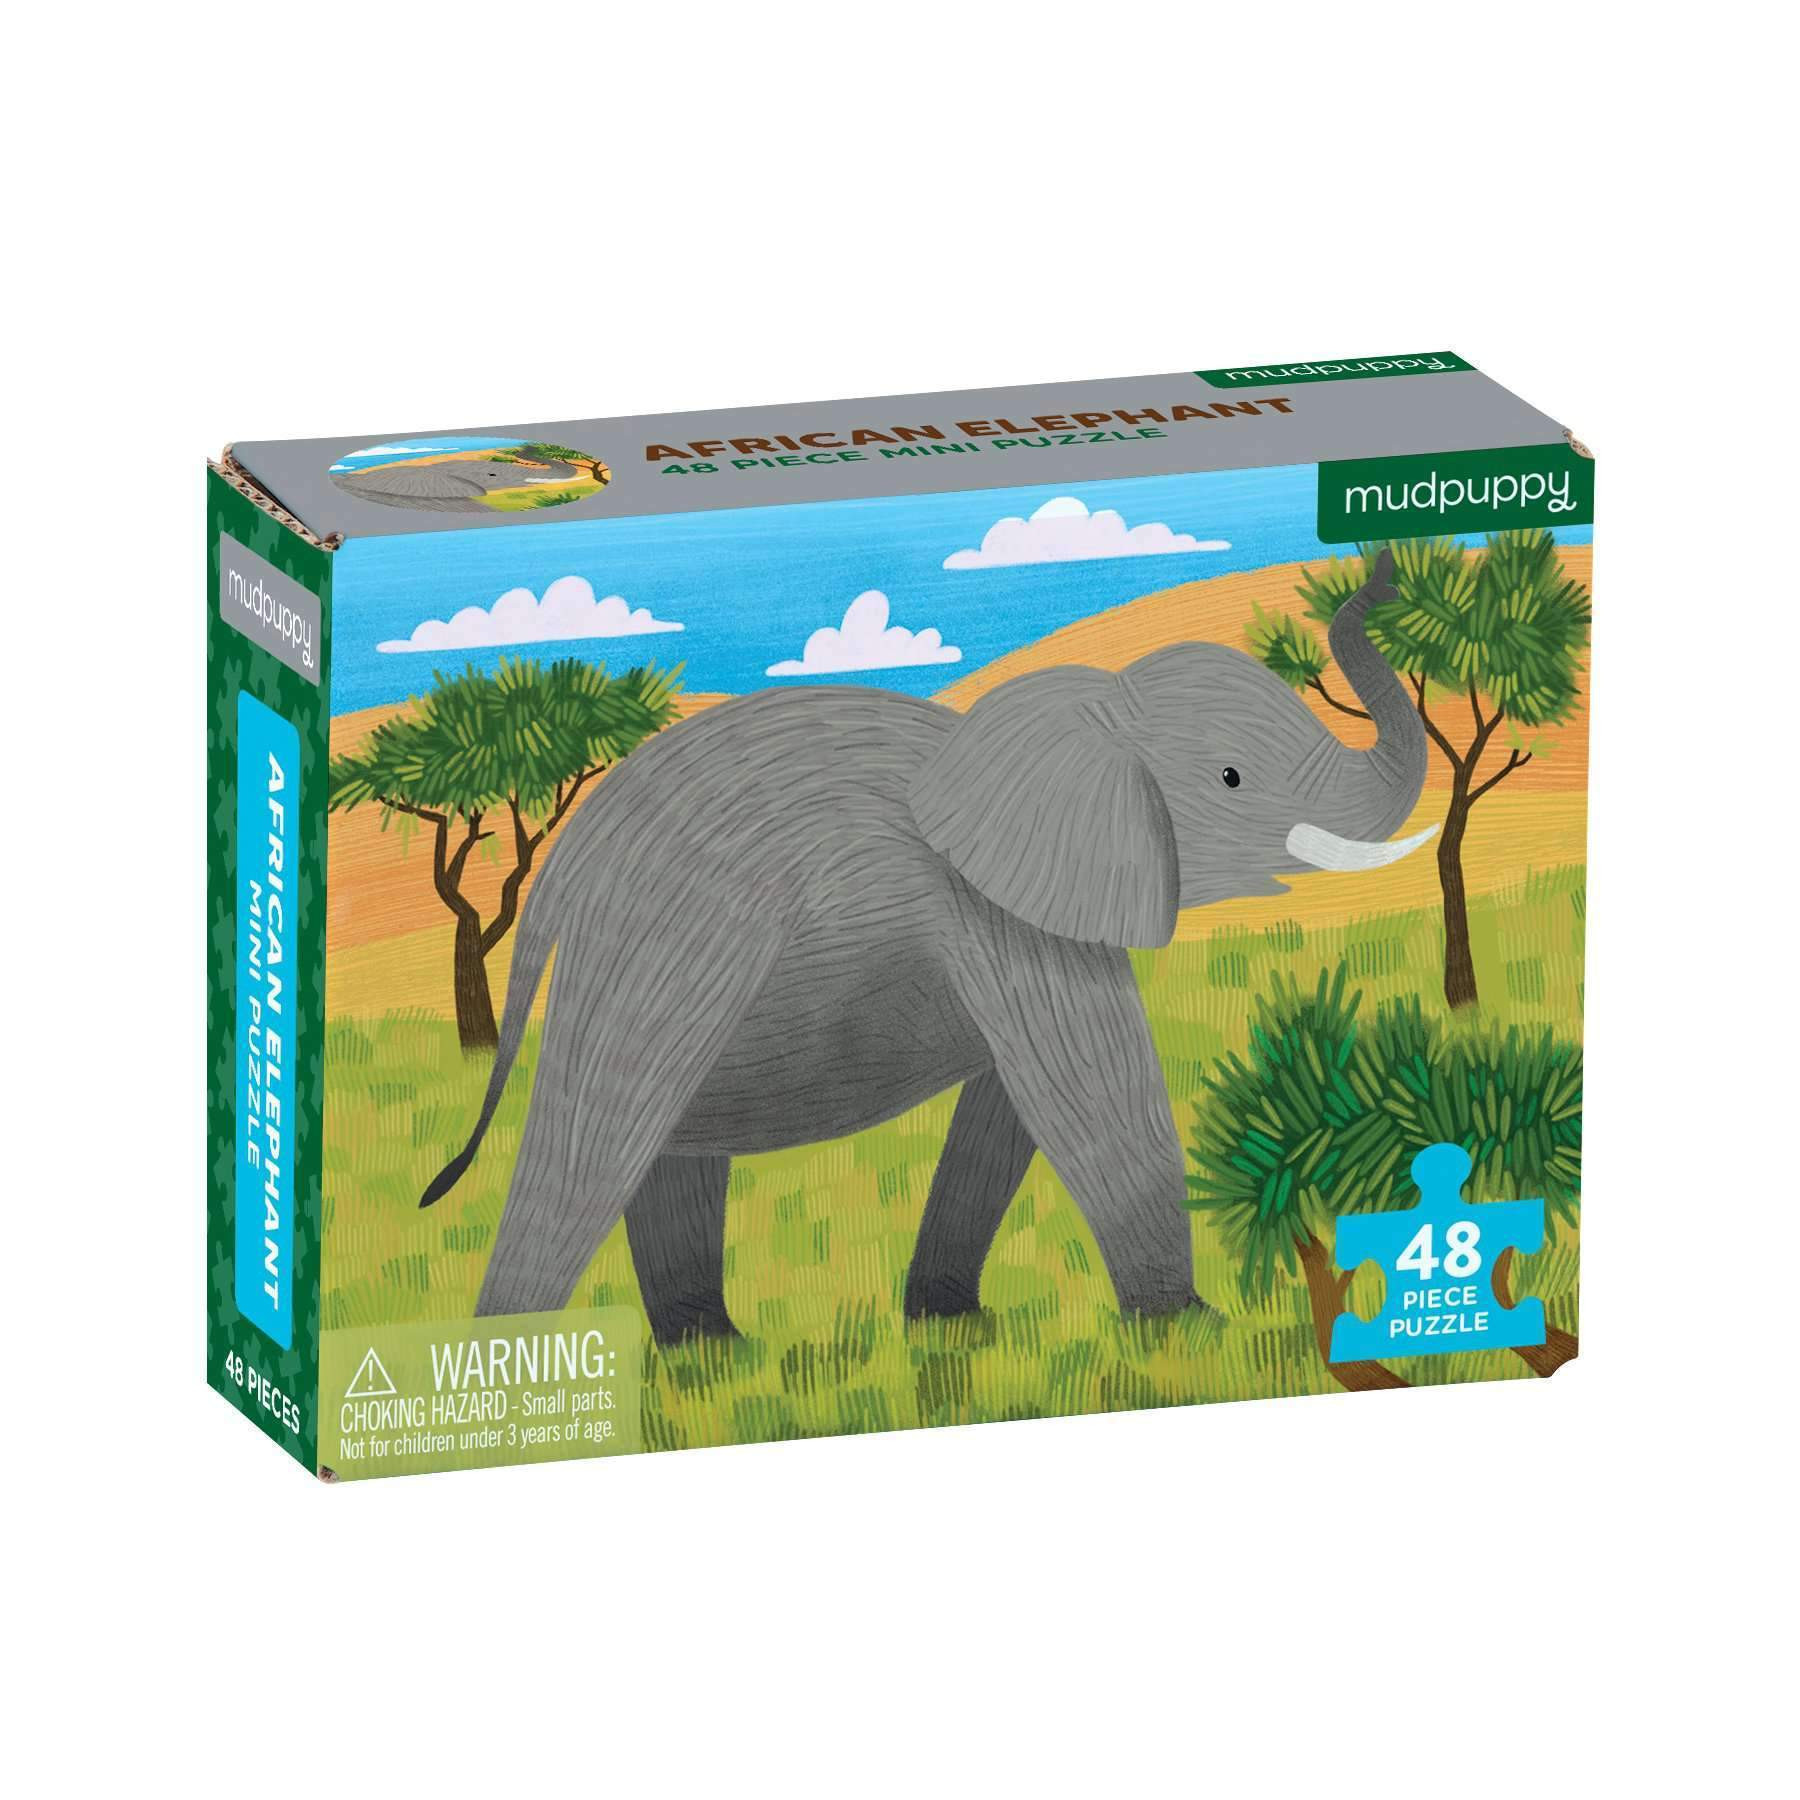 mudpuppy
AFRICAN ELEPHANT
48 PIECE MINI PUZZLE
mudpuppy
mudpuppy
AFRICAN ELEPHANT
MINI PUZZLE
48 PIECES
48
PIECE
PUZZLE
WARNING:
CHOKING HAZARD - Small parts.
Not for children under 3 years of age.